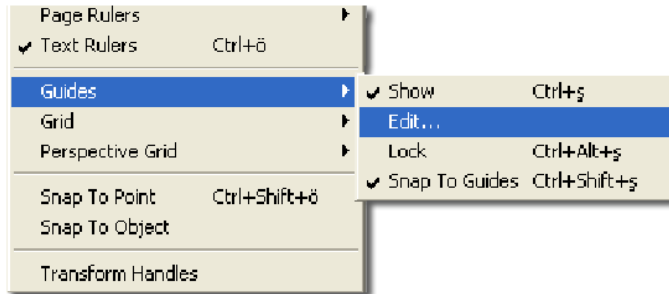 Page Rulers
Text Rulers Ctrl+ö
Guides
Grid
Perspective Grid
Snap To Point Ctrl+Shift+ö
Snap To Object
Transform Handles
Show Ctrl+ş
Edit...
Lock Ctrl+Alt+ş
Snap To Guides Ctrl+Shift+ş